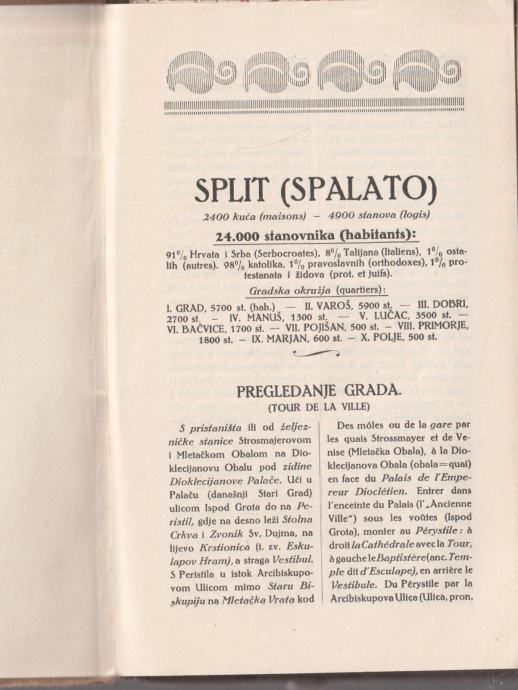 SPLIT (SPALATO)
2400 kuća (maisons) – 4900 stanova (logis)
24.000 stanovnika (habitants):
91% Hrvata i Srba (Serbocroates), 8% Talijana (Italiens), 1% osta-
lih (autres). 98% katolika, 1% pravoslavnih (orthodoxes), 1% pro-
testanata i židova (prot. et juifs).
Gradska okružja (quartiers):
I. GRAD, 5700 st. (hab.) — II. VAROŠ, 5900 st. — III. DOBRI,
2700 st. - IV. MANUŠ, 1300 st. — V. LUČAC, 3500 st. —
VI. BAČVICE, 1700 st. — VII. POJIŠAN, 500 st. – VIII. PRIMORJE,
1800 st. – IX. MARJAN, 600 st. – X. POLJE, 500 st.
PREGLEDANJE GRADA.
(TOUR DE LA VILLE)
S pristaništa ili od željez-
ničke stanice Strosmajerovom
i Mletačkom Obalom na Dio-
klecijanovu Obalu pod zidine
Dioklecijanove Palače. Ući u
Palaču (današnji Stari Grad)
ulicom Ispod Grota do na Pe-
ristil, gdje na desno leži Stolna
Crkva i Zvonik Sv. Dujma, na
lijevo Krstionica (t. zv. Esku-
lapov Hram), a straga Vestibul.
S Peristila u istok Arcibiskupo-
vom Ulicom mimo Staru Bi-
skupiju na Mletačka Vrata kod
Des môles ou de la gare par
les quais Strossmayer et de Ve-
nise (Mletačka Obala), à la Dio-
klecijanova Obala (obala=quai)
en face du Palais de l'Empe-
reur Dioclétien. Entrer dans
l'enceinte du Palais (l'„Ancienne
Ville") sous les voûtes (Ispod
Grota), monter au Pérystile: à
droit la Cathédrale avec la Tour,
à gauche le Baptistère (anc. Tem-
ple dit d'Esculape), en arrière le
Vestibule. Du Pérystile par la
Arcibiskupova Ulica (Ulica, pron.